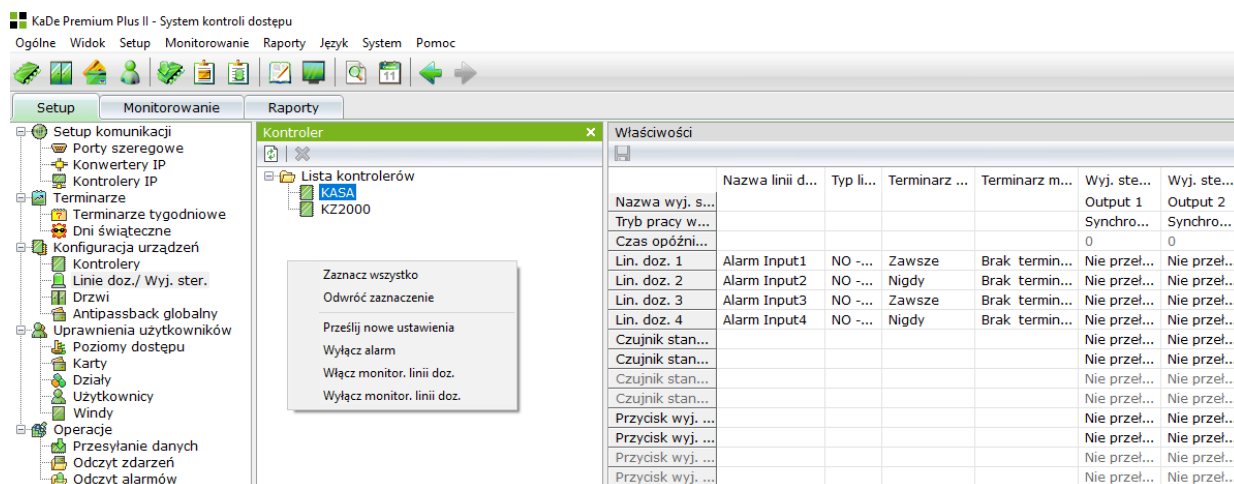 KaDe Premium Plus II - System kontroli dostępu
Ogólne Widok Setup Monitorowanie Raporty Język System Pomoc
11
Setup Monitorowanie Raporty
Setup komunikacji
Porty szeregowe
Konwertery IP
Kontrolery IP
Terminarze
Terminarze tygodniowe
Dni świąteczne
Konfiguracja urządzeń
Kontrolery
Linie doz./ Wyj. ster.
Drzwi
Antipassback globalny
Uprawnienia użytkowników
Poziomy dostępu
Karty
Działy
Użytkownicy
Windy
Operacje
Przesyłanie danych
Odczyt zdarzeń
Odczyt alarmów
Kontroler
Lista kontrolerów
KASA
KZ2000
Zaznacz wszystko
Odwróć zaznaczenie
Prześlij nowe ustawienia
Wyłącz alarm
Włącz monitor. linii doz.
Wyłącz monitor. linii doz.
Właściwości
Nazwa linii d... Typ li... Terminarz ... Terminarz m... Wyj. ste... Wyj. ste...
Nazwa wyj. s... Output 1 Output 2
Tryb pracy w... Synchro... Synchro...
Czas opóźni... 0 0
Lin. doz. 1 Alarm Input1 NO -... Zawsze Brak termin... Nie przeł... Nie przeł...
Lin. doz. 2 Alarm Input2 NO -... Nigdy Brak termin... Nie przeł... Nie przeł...
Lin. doz. 3 Alarm Input3 NO -... Zawsze Brak termin... Nie przeł... Nie przeł...
Lin. doz. 4 Alarm Input4 NO -... Nigdy Brak termin... Nie przeł... Nie przeł...
Czujnik stan... Nie przeł... Nie przeł...
Czujnik stan... Nie przeł... Nie przeł...
Czujnik stan... Nie przeł... Nie przeł...
Czujnik stan... Nie przeł... Nie przeł...
Przycisk wyj. ... Nie przeł... Nie przeł...
Przycisk wyj. ... Nie przeł... Nie przeł...
Przycisk wyj. ... Nie przeł... Nie przeł...
Przycisk wyj. ... Nie przeł... Nie przeł...